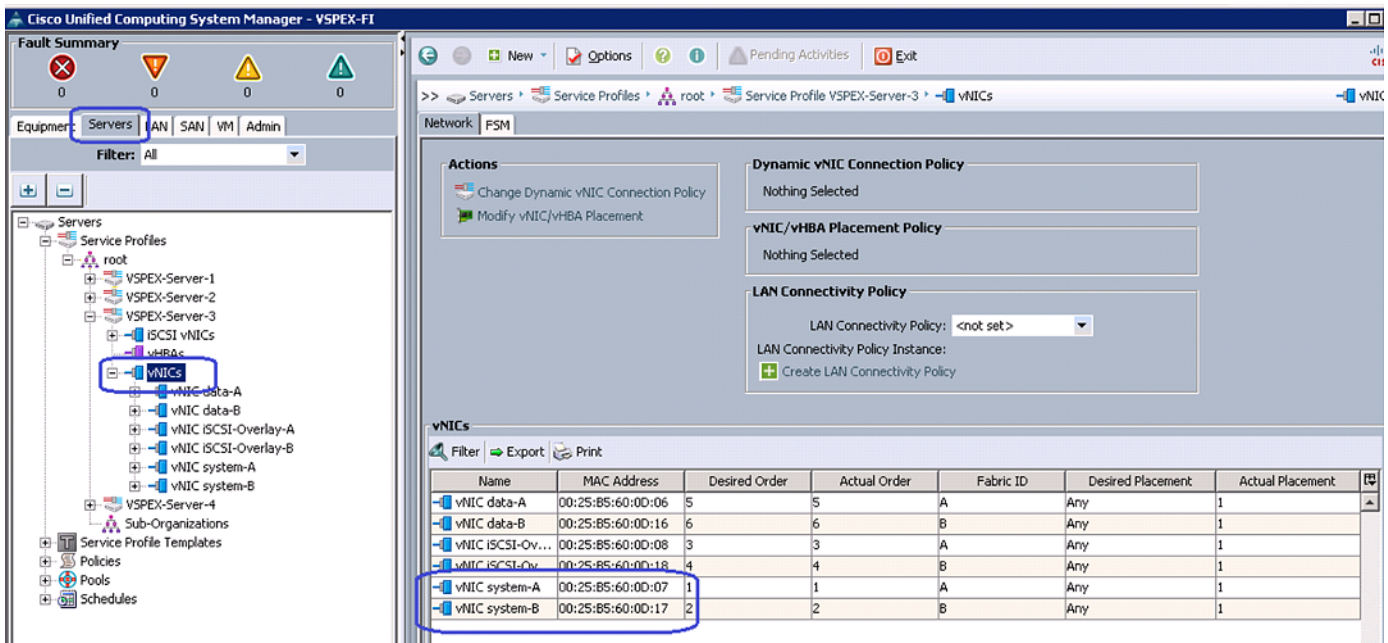 Cisco Unified Computing System Manager - VSPEX-FI
Fault Summary
0 0 0 0
Equipment Servers LAN SAN VM Admin
Filter: All
Servers
Service Profiles
root
VSPEX-Server-1
VSPEX-Server-2
VSPEX-Server-3
iSCSI vNICs
vHBAs
vNICs
vNIC data-A
vNIC data-B
vNIC iSCSI-Overlay-A
vNIC iSCSI-Overlay-B
vNIC system-A
vNIC system-B
VSPEX-Server-4
Sub-Organizations
Service Profile Templates
Policies
Pools
Schedules
New Options Pending Activities Exit
>> Servers Service Profiles root Service Profile VSPEX-Server-3 vNICs vNIC
Network FSM
Actions
Change Dynamic vNIC Connection Policy
Modify vNIC/vHBA Placement
Dynamic vNIC Connection Policy
Nothing Selected
vNIC/vHBA Placement Policy
Nothing Selected
LAN Connectivity Policy
LAN Connectivity Policy: <not set>
LAN Connectivity Policy Instance:
Create LAN Connectivity Policy
vNICs
Filter Export Print
Name MAC Address Desired Order Actual Order Fabric ID Desired Placement Actual Placement
vNIC data-A 00:25:B5:60:0D:06 5 5 A Any 1
vNIC data-B 00:25:B5:60:0D:16 6 6 B Any 1
vNIC iSCSI-Ov... 00:25:B5:60:0D:08 3 3 A Any 1
vNIC iSCSI-Ov... 00:25:B5:60:0D:18 4 4 B Any 1
vNIC system-A 00:25:B5:60:0D:07 1 1 A Any 1
vNIC system-B 00:25:B5:60:0D:17 2 2 B Any 1